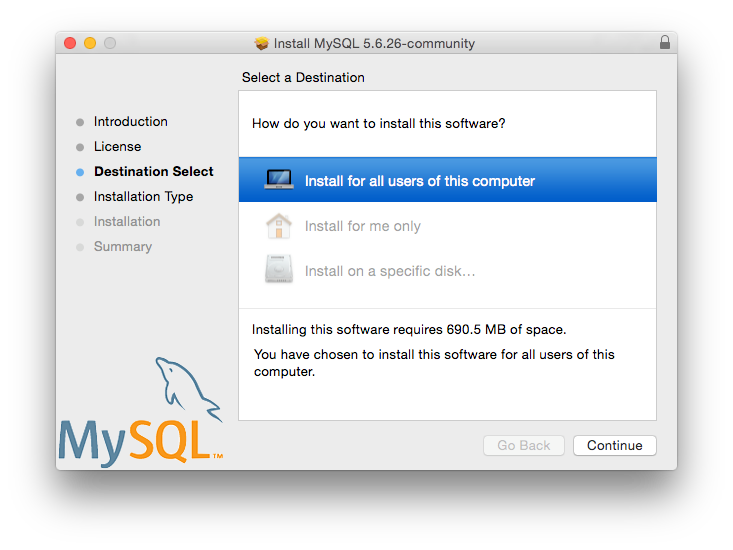 Install MySQL 5.6.26-community
Select a Destination
Introduction
License
Destination Select
Installation Type
Installation
Summary
How do you want to install this software?
Install for all users of this computer
Install for me only
Install on a specific disk…
Installing this software requires 690.5 MB of space.
You have chosen to install this software for all users of this
computer.
MySQL™
Go Back
Continue